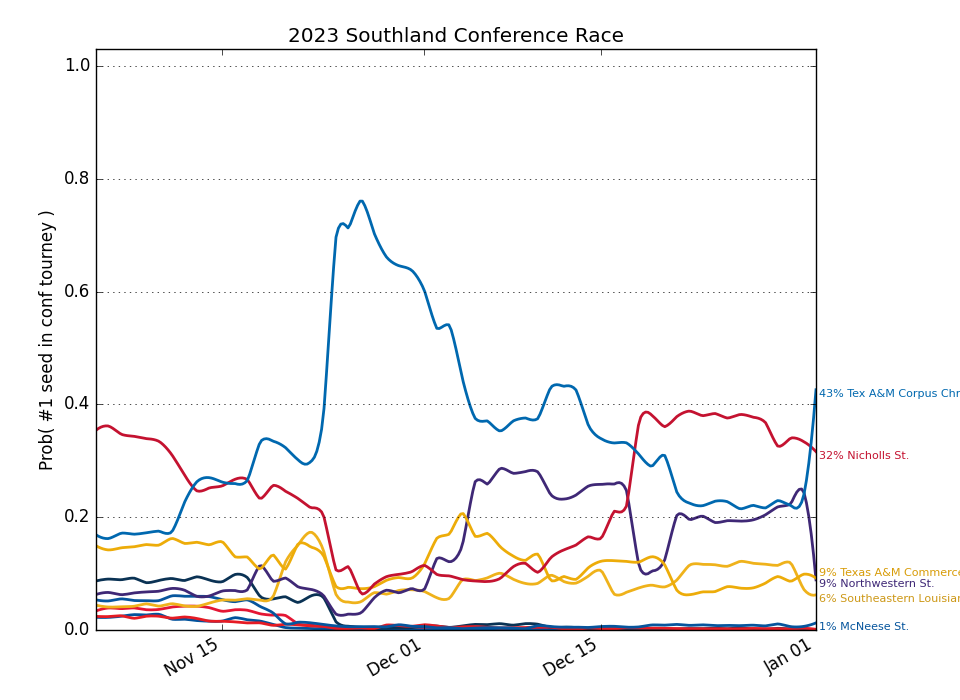 2023 Southland Conference Race
Prob( #1 seed in conf tourney )
1.0
0.8
0.6
0.4
0.2
0.0
Nov 15
Dec 01
Dec 15
Jan 01
43% Tex A&M Corpus Chr
32% Nicholls St.
9% Texas A&M Commerce
9% Northwestern St.
6% Southeastern Louisian
1% McNeese St.